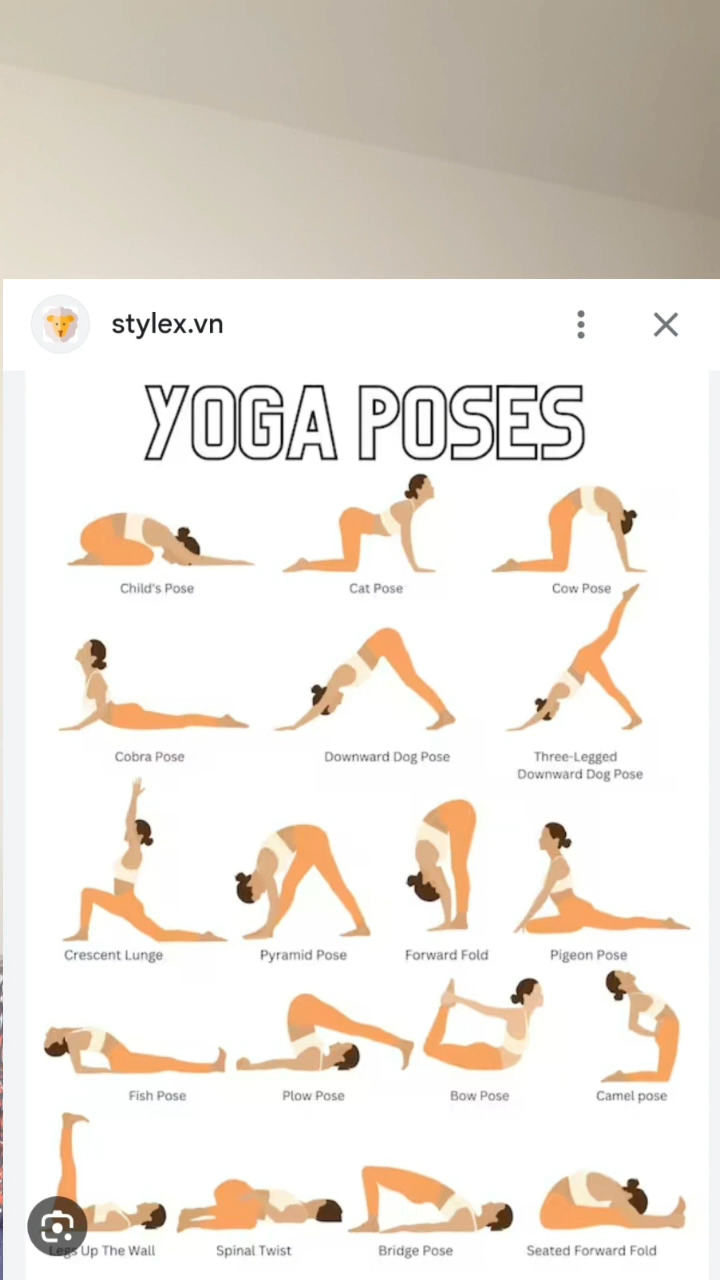 stylex.vn
YOGA POSES
Child's Pose
Cat Pose
Cow Pose
Cobra Pose
Downward Dog Pose
Three-Legged
Downward Dog Pose
Crescent Lunge
Pyramid Pose
Forward Fold
Pigeon Pose
Fish Pose
Plow Pose
Bow Pose
Camel pose
Legs Up The Wall
Spinal Twist
Bridge Pose
Seated Forward Fold